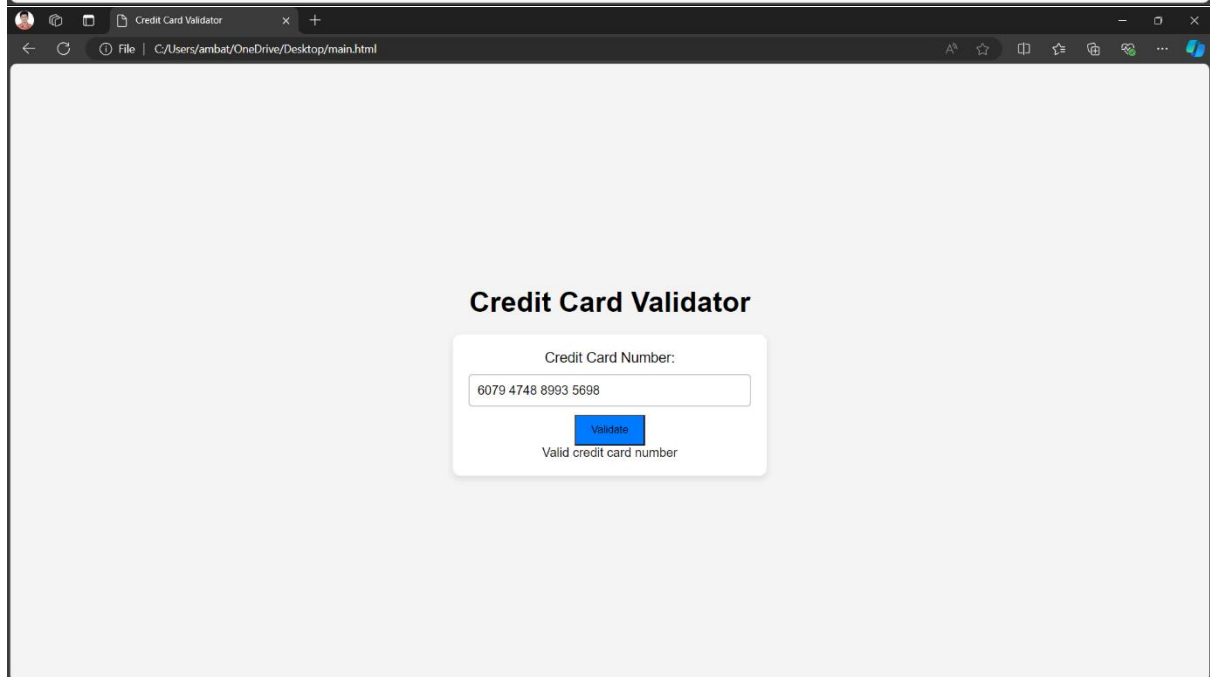 Credit Card Validator
File | C:/Users/ambat/OneDrive/Desktop/main.html
Credit Card Validator
Credit Card Number:
6079 4748 8993 5698
Validate
Valid credit card number